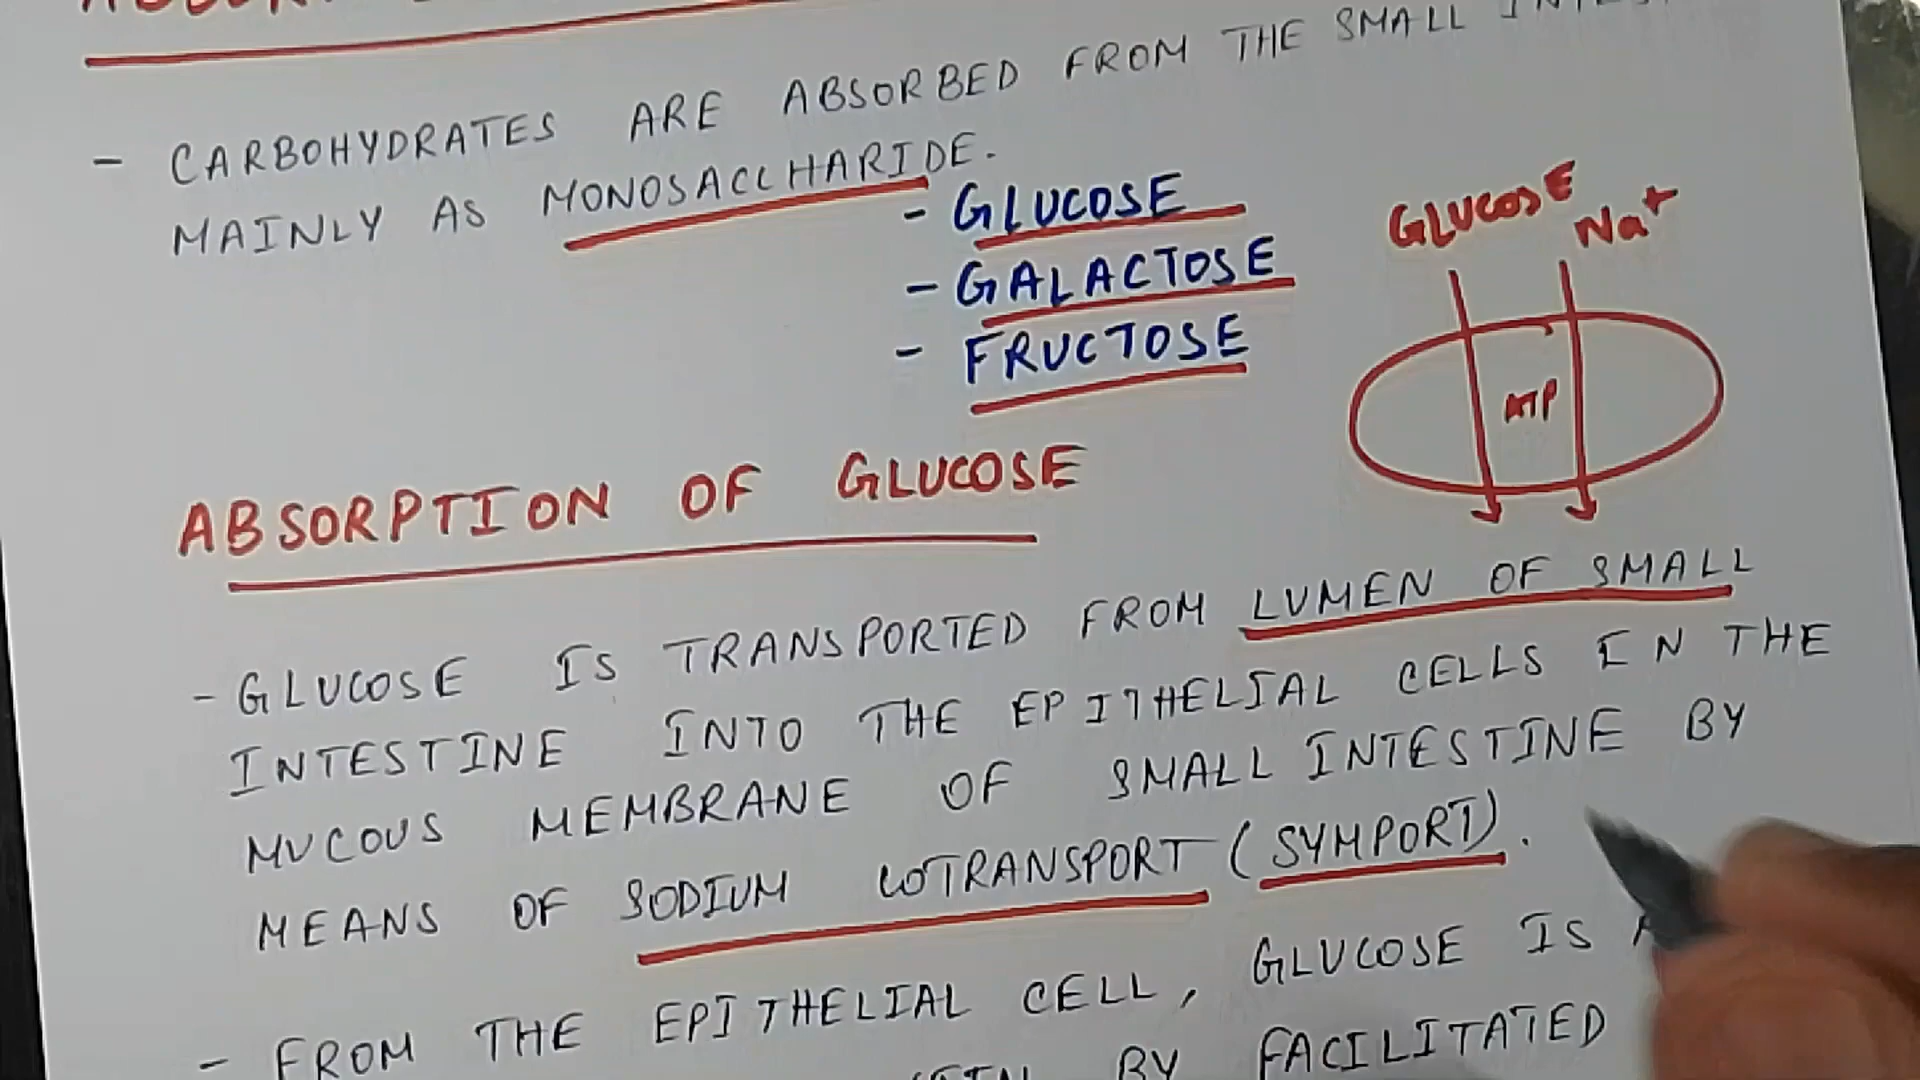 - CARBOHYDRATES ARE ABSORBED FROM THE SMALL
MAINLY AS MONOSACCHARIDE.
- GLUCOSE
- GALACTOSE
- FRUCTOSE
GLUCOSE Na+
ATP
ABSORPTION OF GLUCOSE
- GLUCOSE IS TRANSPORTED FROM LUMEN OF SMALL
INTESTINE INTO THE EPITHELIAL CELLS IN THE
MUCOUS MEMBRANE OF SMALL INTESTINE BY
MEANS OF SODIUM COTRANSPORT (SYMPORT).
- FROM THE EPITHELIAL CELL, GLUCOSE IS
BY FACILITATED